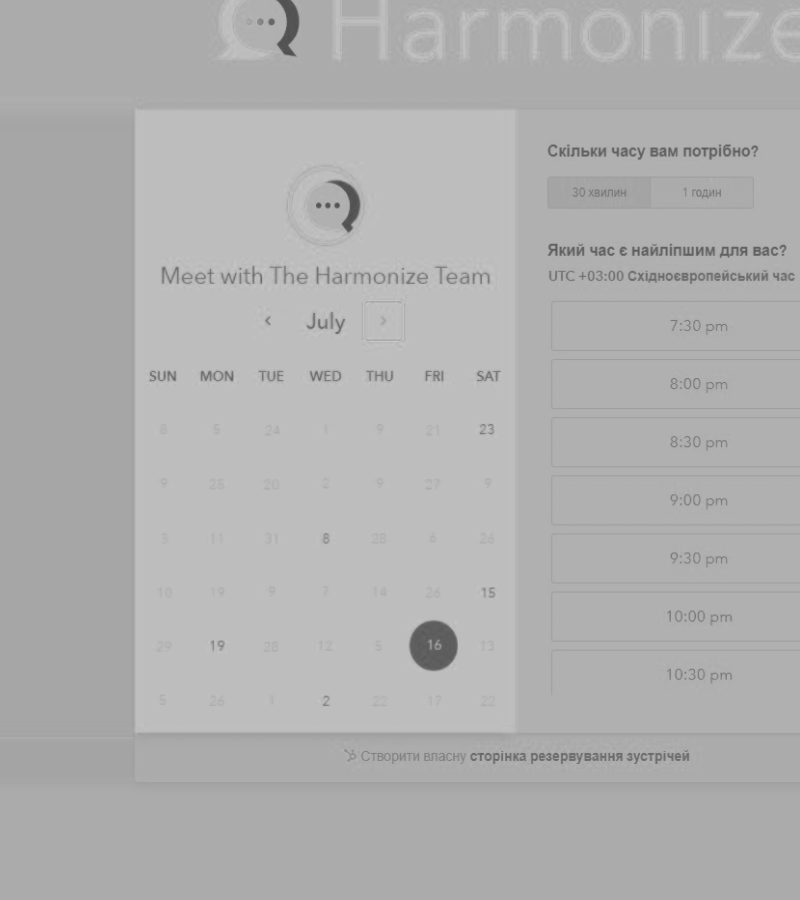 Harmonize
Meet with The Harmonize Team
July
SUN MON TUE WED THU FRI SAT
8 5 24 1 9 21 23
9 25 20 2 9 27 9
3 11 31 8 28 6 26
10 19 9 7 14 26 15
29 19 28 12 5 16 13
5 26 1 2 22 17 22
Скільки часу вам потрібно?
30 хвилин 1 годин
Який час є найліпшим для вас?
UTC +03:00 Східноєвропейський час
7:30 pm
8:00 pm
8:30 pm
9:00 pm
9:30 pm
10:00 pm
10:30 pm
Створити власну сторінка резервування зустрічей